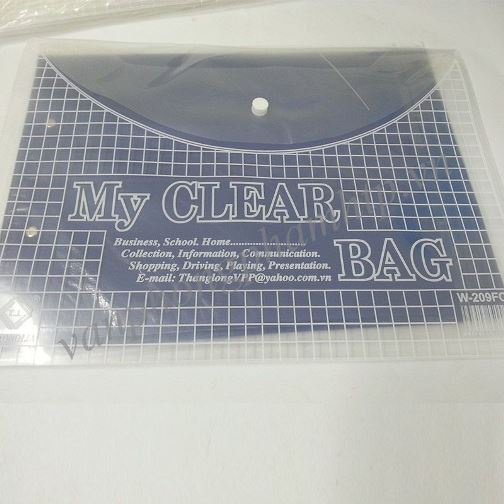 My CLEAR
BAG
Business, School. Home..........................
Collection, Information, Communication.
Shopping, Driving, Playing, Presentation.
E-mail: ThanglongVPP@yahoo.com.vn
W-209FC